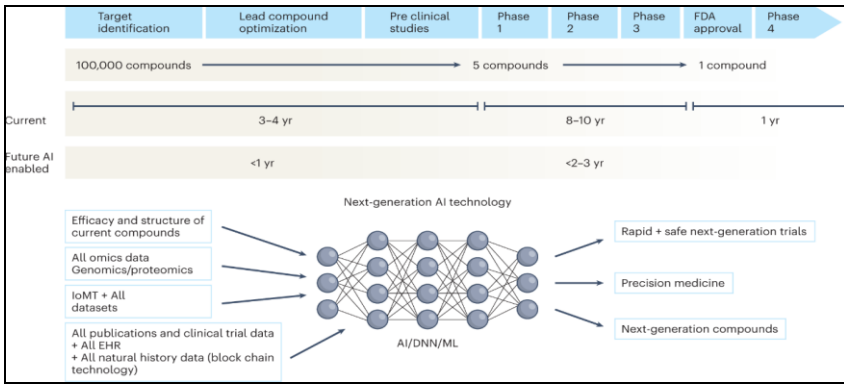 Target
identification
Lead compound
optimization
Pre clinical
studies
Phase
1
Phase
2
Phase
3
FDA
approval
Phase
4
100,000 compounds
5 compounds
1 compound
Current
3–4 yr
8–10 yr
1 yr
Future AI
enabled
<1 yr
<2–3 yr
Next-generation AI technology
Efficacy and structure of
current compounds
All omics data
Genomics/proteomics
IoMT + All
datasets
All publications and clinical trial data
+ All EHR
+ All natural history data (block chain
technology)
AI/DNN/ML
Rapid + safe next-generation trials
Precision medicine
Next-generation compounds